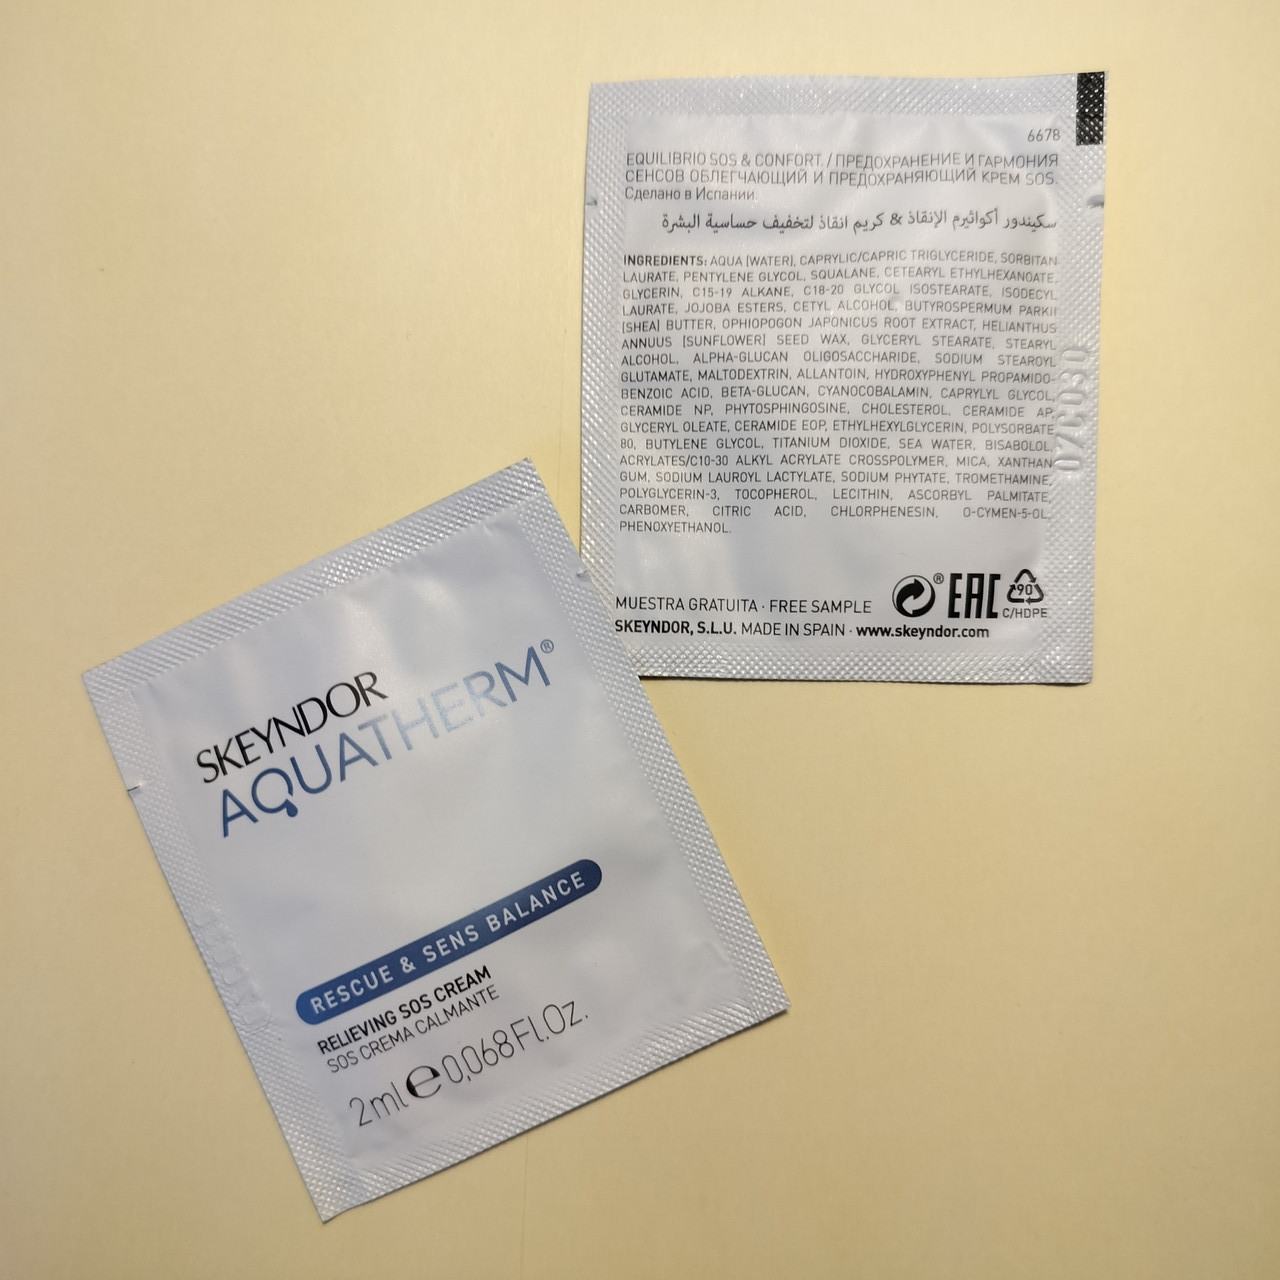 6678
EQUILIBRIO SOS & CONFORT. / ПРЕДОХРАНЕНИЕ И ГАРМОНИЯ
СЕНСОВ ОБЛЕГЧАЮЩИЙ И ПРЕДОХРАНЯЮЩИЙ КРЕМ SOS.
Сделано в Испании.
سكيندور أكواثيرم الإنقاذ & كريم انقاذ لتخفيف حساسية البشرة
INGREDIENTS: AQUA (WATER), CAPRYLIC/CAPRIC TRIGLYCERIDE, SORBITAN
LAURATE, PENTYLENE GLYCOL, SQUALANE, CETEARYL ETHYLHEXANOATE,
GLYCERIN, C15-19 ALKANE, C18-20 GLYCOL ISOSTEARATE, ISODECYL
LAURATE, JOJOBA ESTERS, CETYL ALCOHOL, BUTYROSPERMUM PARKII
(SHEA) BUTTER, OPHIOPOGON JAPONICUS ROOT EXTRACT, HELIANTHUS
ANNUUS (SUNFLOWER) SEED WAX, GLYCERYL STEARATE, STEARYL
ALCOHOL, ALPHA-GLUCAN OLIGOSACCHARIDE, SODIUM STEAROYL
GLUTAMATE, MALTODEXTRIN, ALLANTOIN, HYDROXYPHENYL PROPAMIDO-
BENZOIC ACID, BETA-GLUCAN, CYANOCOBALAMIN, CAPRYLYL GLYCOL,
CERAMIDE NP, PHYTOSPHINGOSINE, CHOLESTEROL, CERAMIDE AP,
GLYCERYL OLEATE, CERAMIDE EOP, ETHYLHEXYLGLYCERIN, POLYSORBATE
80, BUTYLENE GLYCOL, TITANIUM DIOXIDE, SEA WATER, BISABOLOL,
ACRYLATES/C10-30 ALKYL ACRYLATE CROSSPOLYMER, MICA, XANTHAN
GUM, SODIUM LAUROYL LACTYLATE, SODIUM PHYTATE, TROMETHAMINE,
POLYGLYCERIN-3, TOCOPHEROL, LECITHIN, ASCORBYL PALMITATE,
CARBOMER, CITRIC ACID, CHLORPHENESIN, O-CYMEN-5-OL,
PHENOXYETHANOL.
MUESTRA GRATUITA · FREE SAMPLE
® EAC 90 C/HDPE
SKEYNDOR, S.L.U. MADE IN SPAIN · www.skeyndor.com
SKEYNDOR
AQUATHERM®
RESCUE & SENS BALANCE
RELIEVING SOS CREAM
SOS CREMA CALMANTE
2ml e 0,068Fl.Oz.